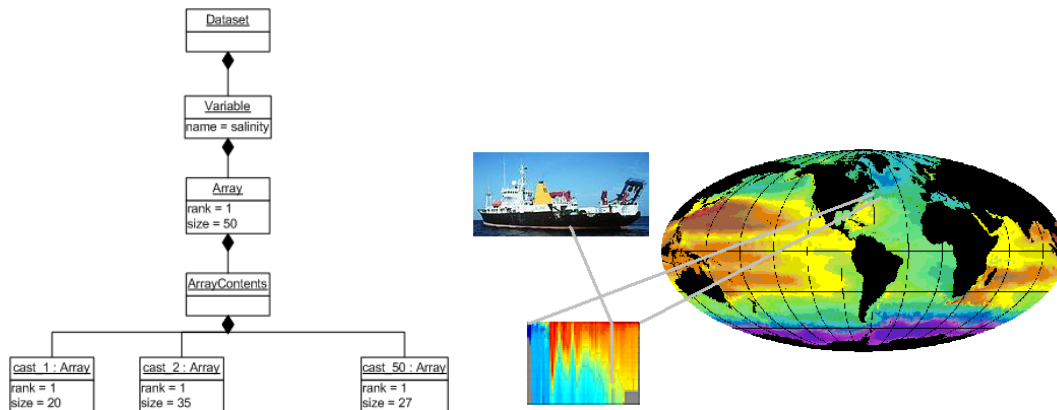 Dataset
Variable
name = salinity
Array
rank = 1
size = 50
ArrayContents
cast_1 : Array
rank = 1
size = 20
cast_2 : Array
rank = 1
size = 35
cast_50 : Array
rank = 1
size = 27